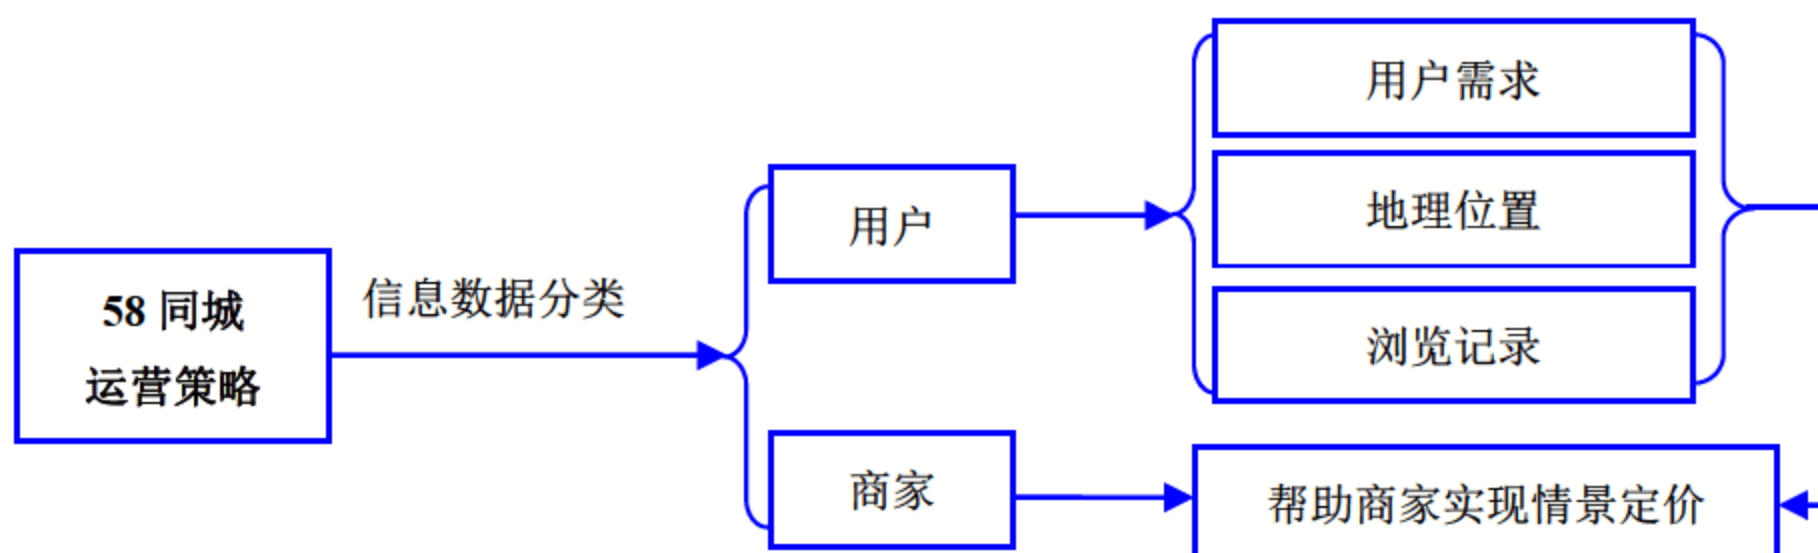 58 同城
运营策略
信息数据分类
用户
商家
用户需求
地理位置
浏览记录
帮助商家实现情景定价